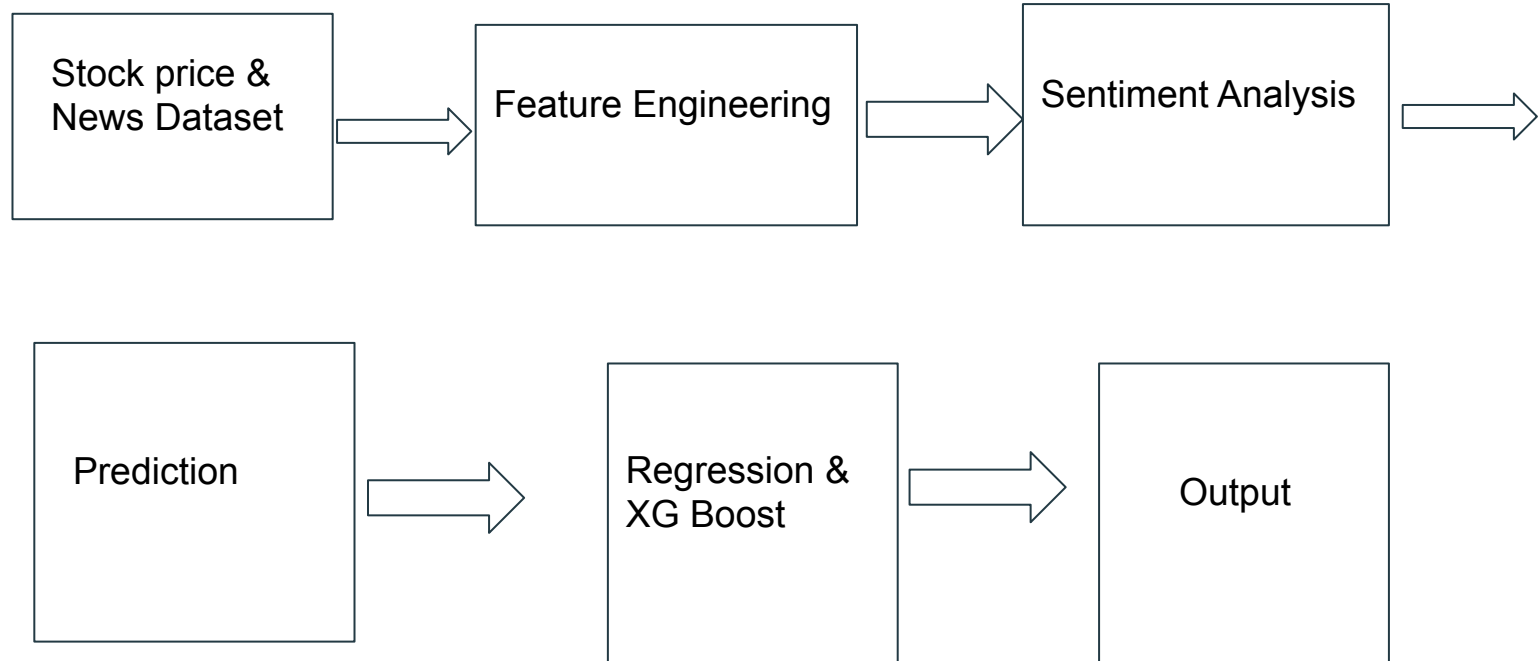 Stock price &
News Dataset
Feature Engineering
Sentiment Analysis
Prediction
Regression &
XG Boost
Output